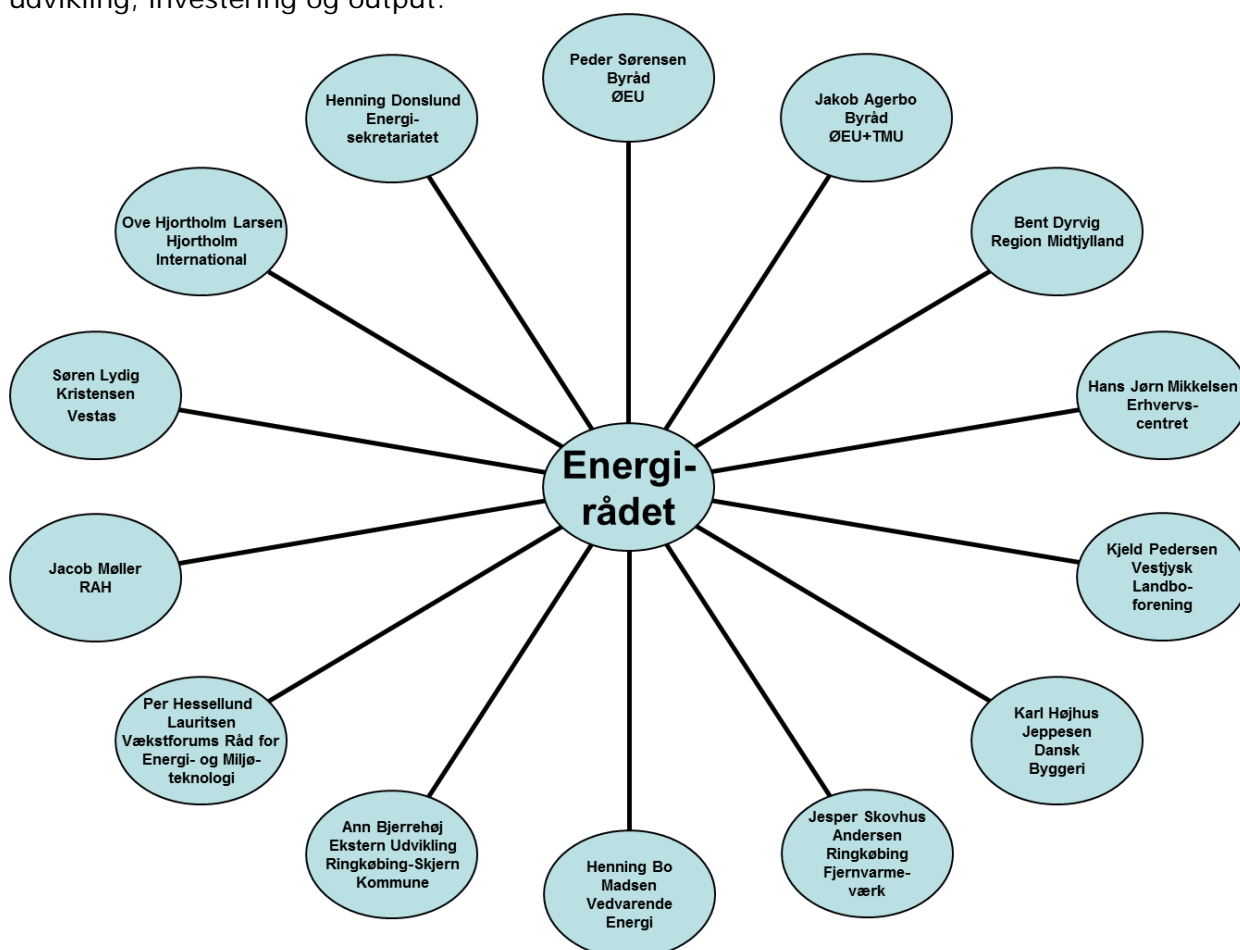 udvikling, investering og output.
Peder Sørensen
Byråd
ØEU
Jakob Agerbo
Byråd
ØEU+TMU
Bent Dyrvig
Region Midtjylland
Hans Jørn Mikkelsen
Erhvervs-
centret
Kjeld Pedersen
Vestjysk
Landbo-
forening
Karl Højhus
Jeppesen
Dansk
Byggeri
Jesper Skovhus
Andersen
Ringkøbing
Fjernvarme-
værk
Henning Bo
Madsen
Vedvarende
Energi
Ann Bjerrehøj
Ekstern Udvikling
Ringkøbing-Skjern
Kommune
Per Hessellund
Lauritsen
Vækstforums Råd for
Energi- og Miljø-
teknologi
Jacob Møller
RAH
Søren Lydig
Kristensen
Vestas
Ove Hjortholm Larsen
Hjortholm
International
Henning Donslund
Energi-
sekretariatet
Energi-
rådet